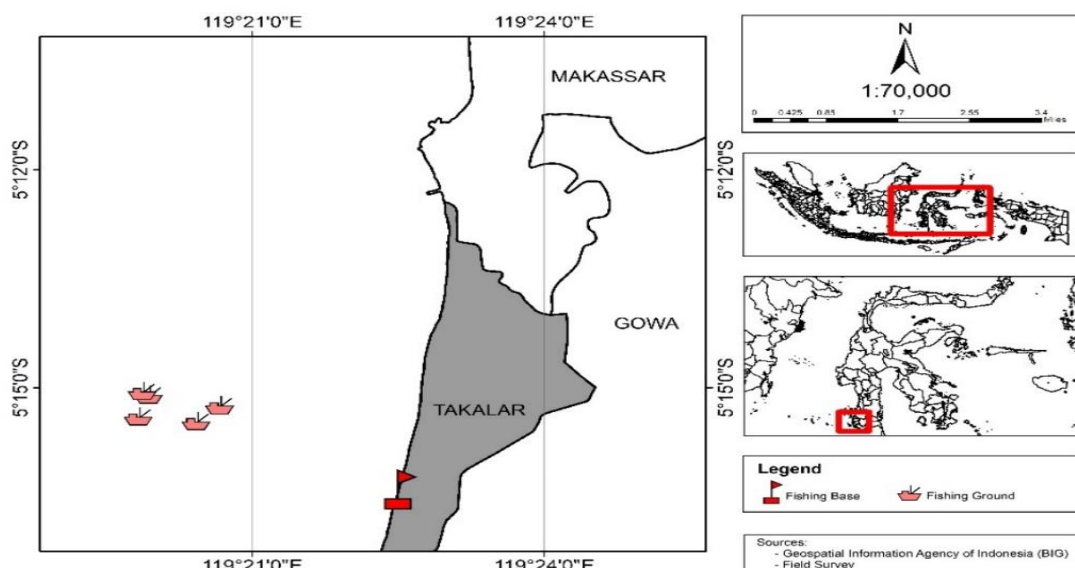 119°21'0"E
119°24'0"E
MAKASSAR
5°12'0"S
5°12'0"S
GOWA
5°15'0"S
5°15'0"S
TAKALAR
119°21'0"E
119°24'0"E
N
1:70,000
0 0.425 0.85 1.7 2.55 3.4
Miles
Legend
Fishing Base
Fishing Ground
Sources:
- Geospatial Information Agency of Indonesia (BIG)
- Field Survey